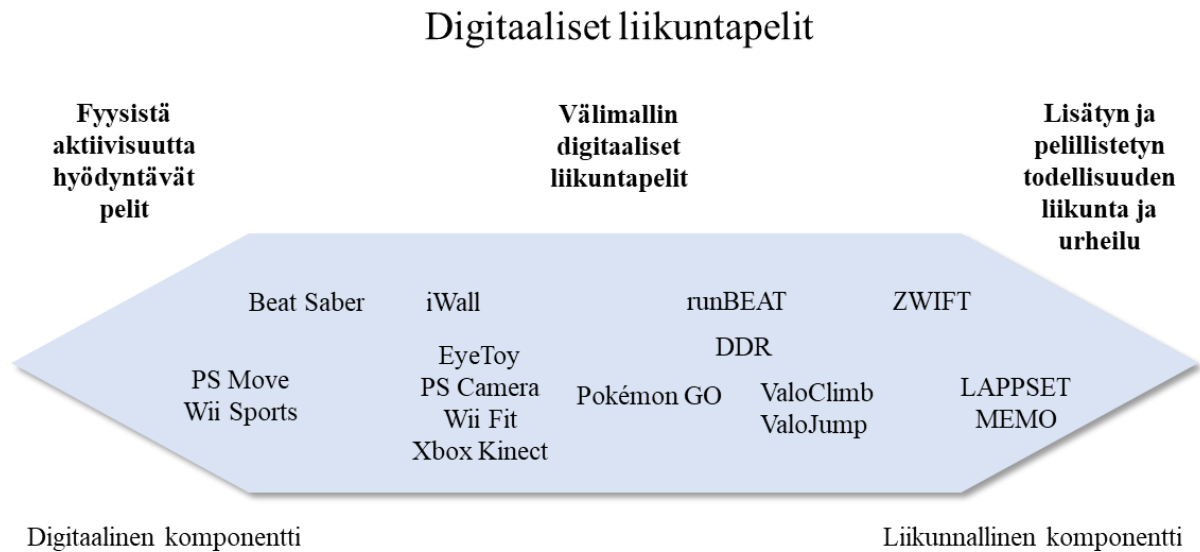 Digitaaliset liikuntapelit
Fyysistä
aktiivisuutta
hyödyntävät
pelit
Välimallin
digitaaliset
liikuntapelit
Lisätyn ja
pelillistetyn
todellisuuden
liikunta ja
urheilu
Beat Saber
iWall
runBEAT
ZWIFT
DDR
PS Move
Wii Sports
EyeToy
PS Camera
Wii Fit
Xbox Kinect
Pokémon GO
ValoClimb
ValoJump
LAPPSET
MEMO
Digitaalinen komponentti
Liikunnallinen komponentti